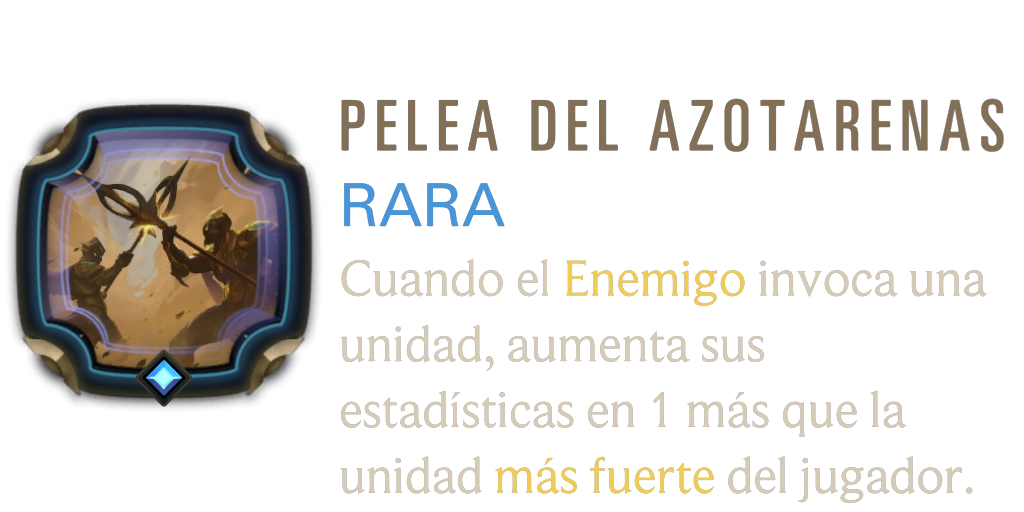 PELEA DEL AZOTARENAS
RARA
Cuando el Enemigo invoca una
unidad, aumenta sus
estadísticas en 1 más que la
unidad más fuerte del jugador.